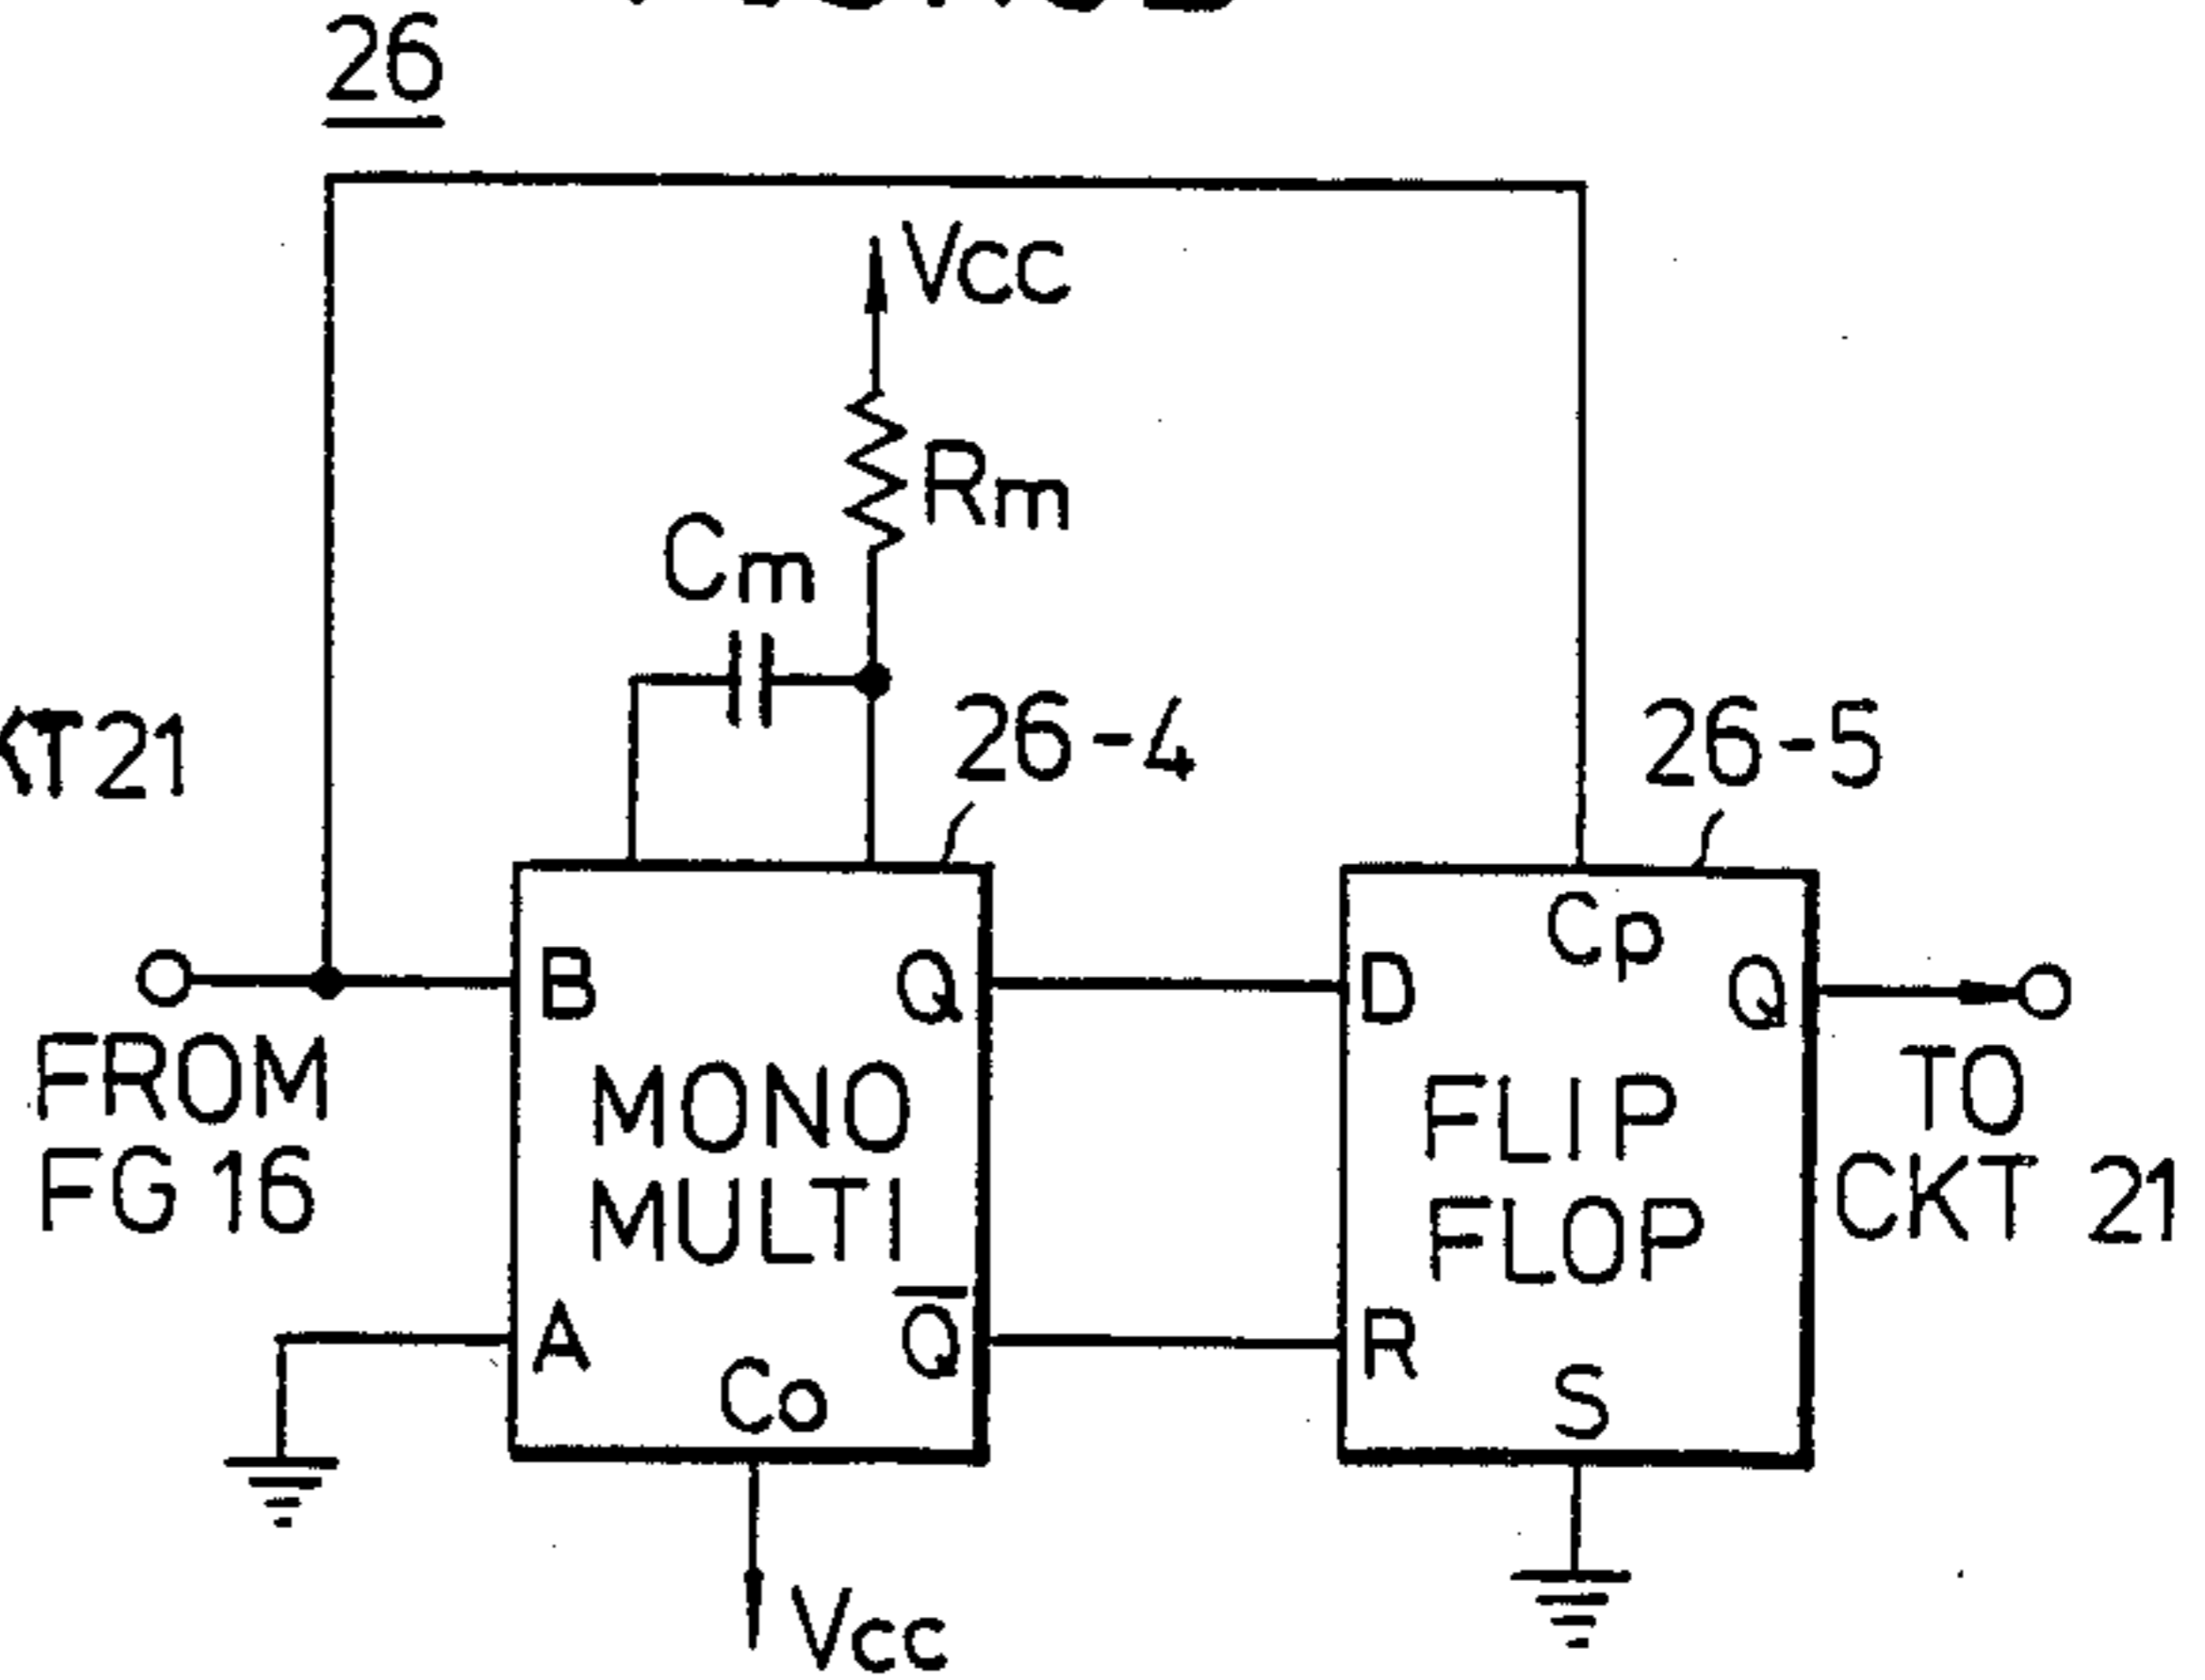 26
Vcc
Rm
Cm
26-4
26-5
T21
FROM
FG 16
B
Q
MONO
MULTI
A
Q̅
Co
Vcc
Cp
D
Q
FLIP
FLOP
R
S
TO
CKT 21